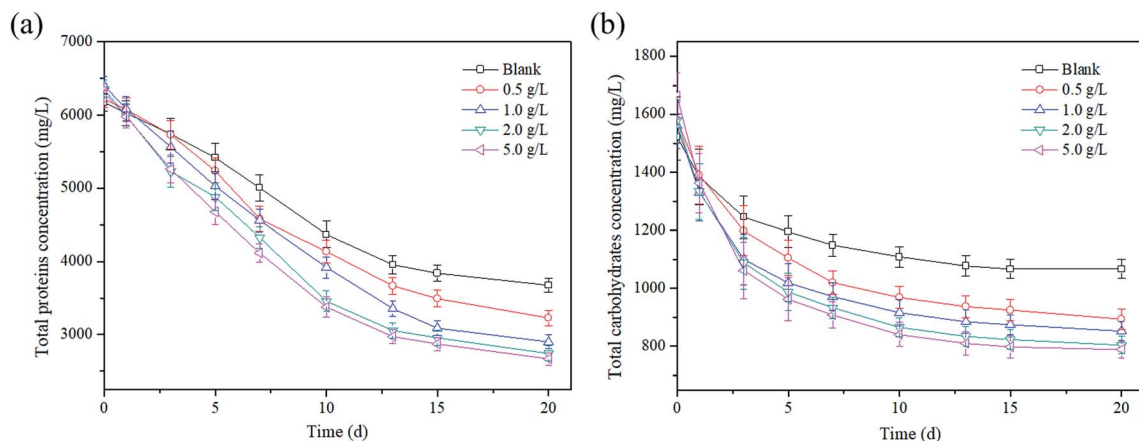 (a)
Total proteins concentration (mg/L)
7000
6000
5000
4000
3000
0
5
10
15
20
Time (d)
Blank
0.5 g/L
1.0 g/L
2.0 g/L
5.0 g/L
(b)
Total carbohydrates concentration (mg/L)
1800
1600
1400
1200
1000
800
0
5
10
15
20
Time (d)
Blank
0.5 g/L
1.0 g/L
2.0 g/L
5.0 g/L